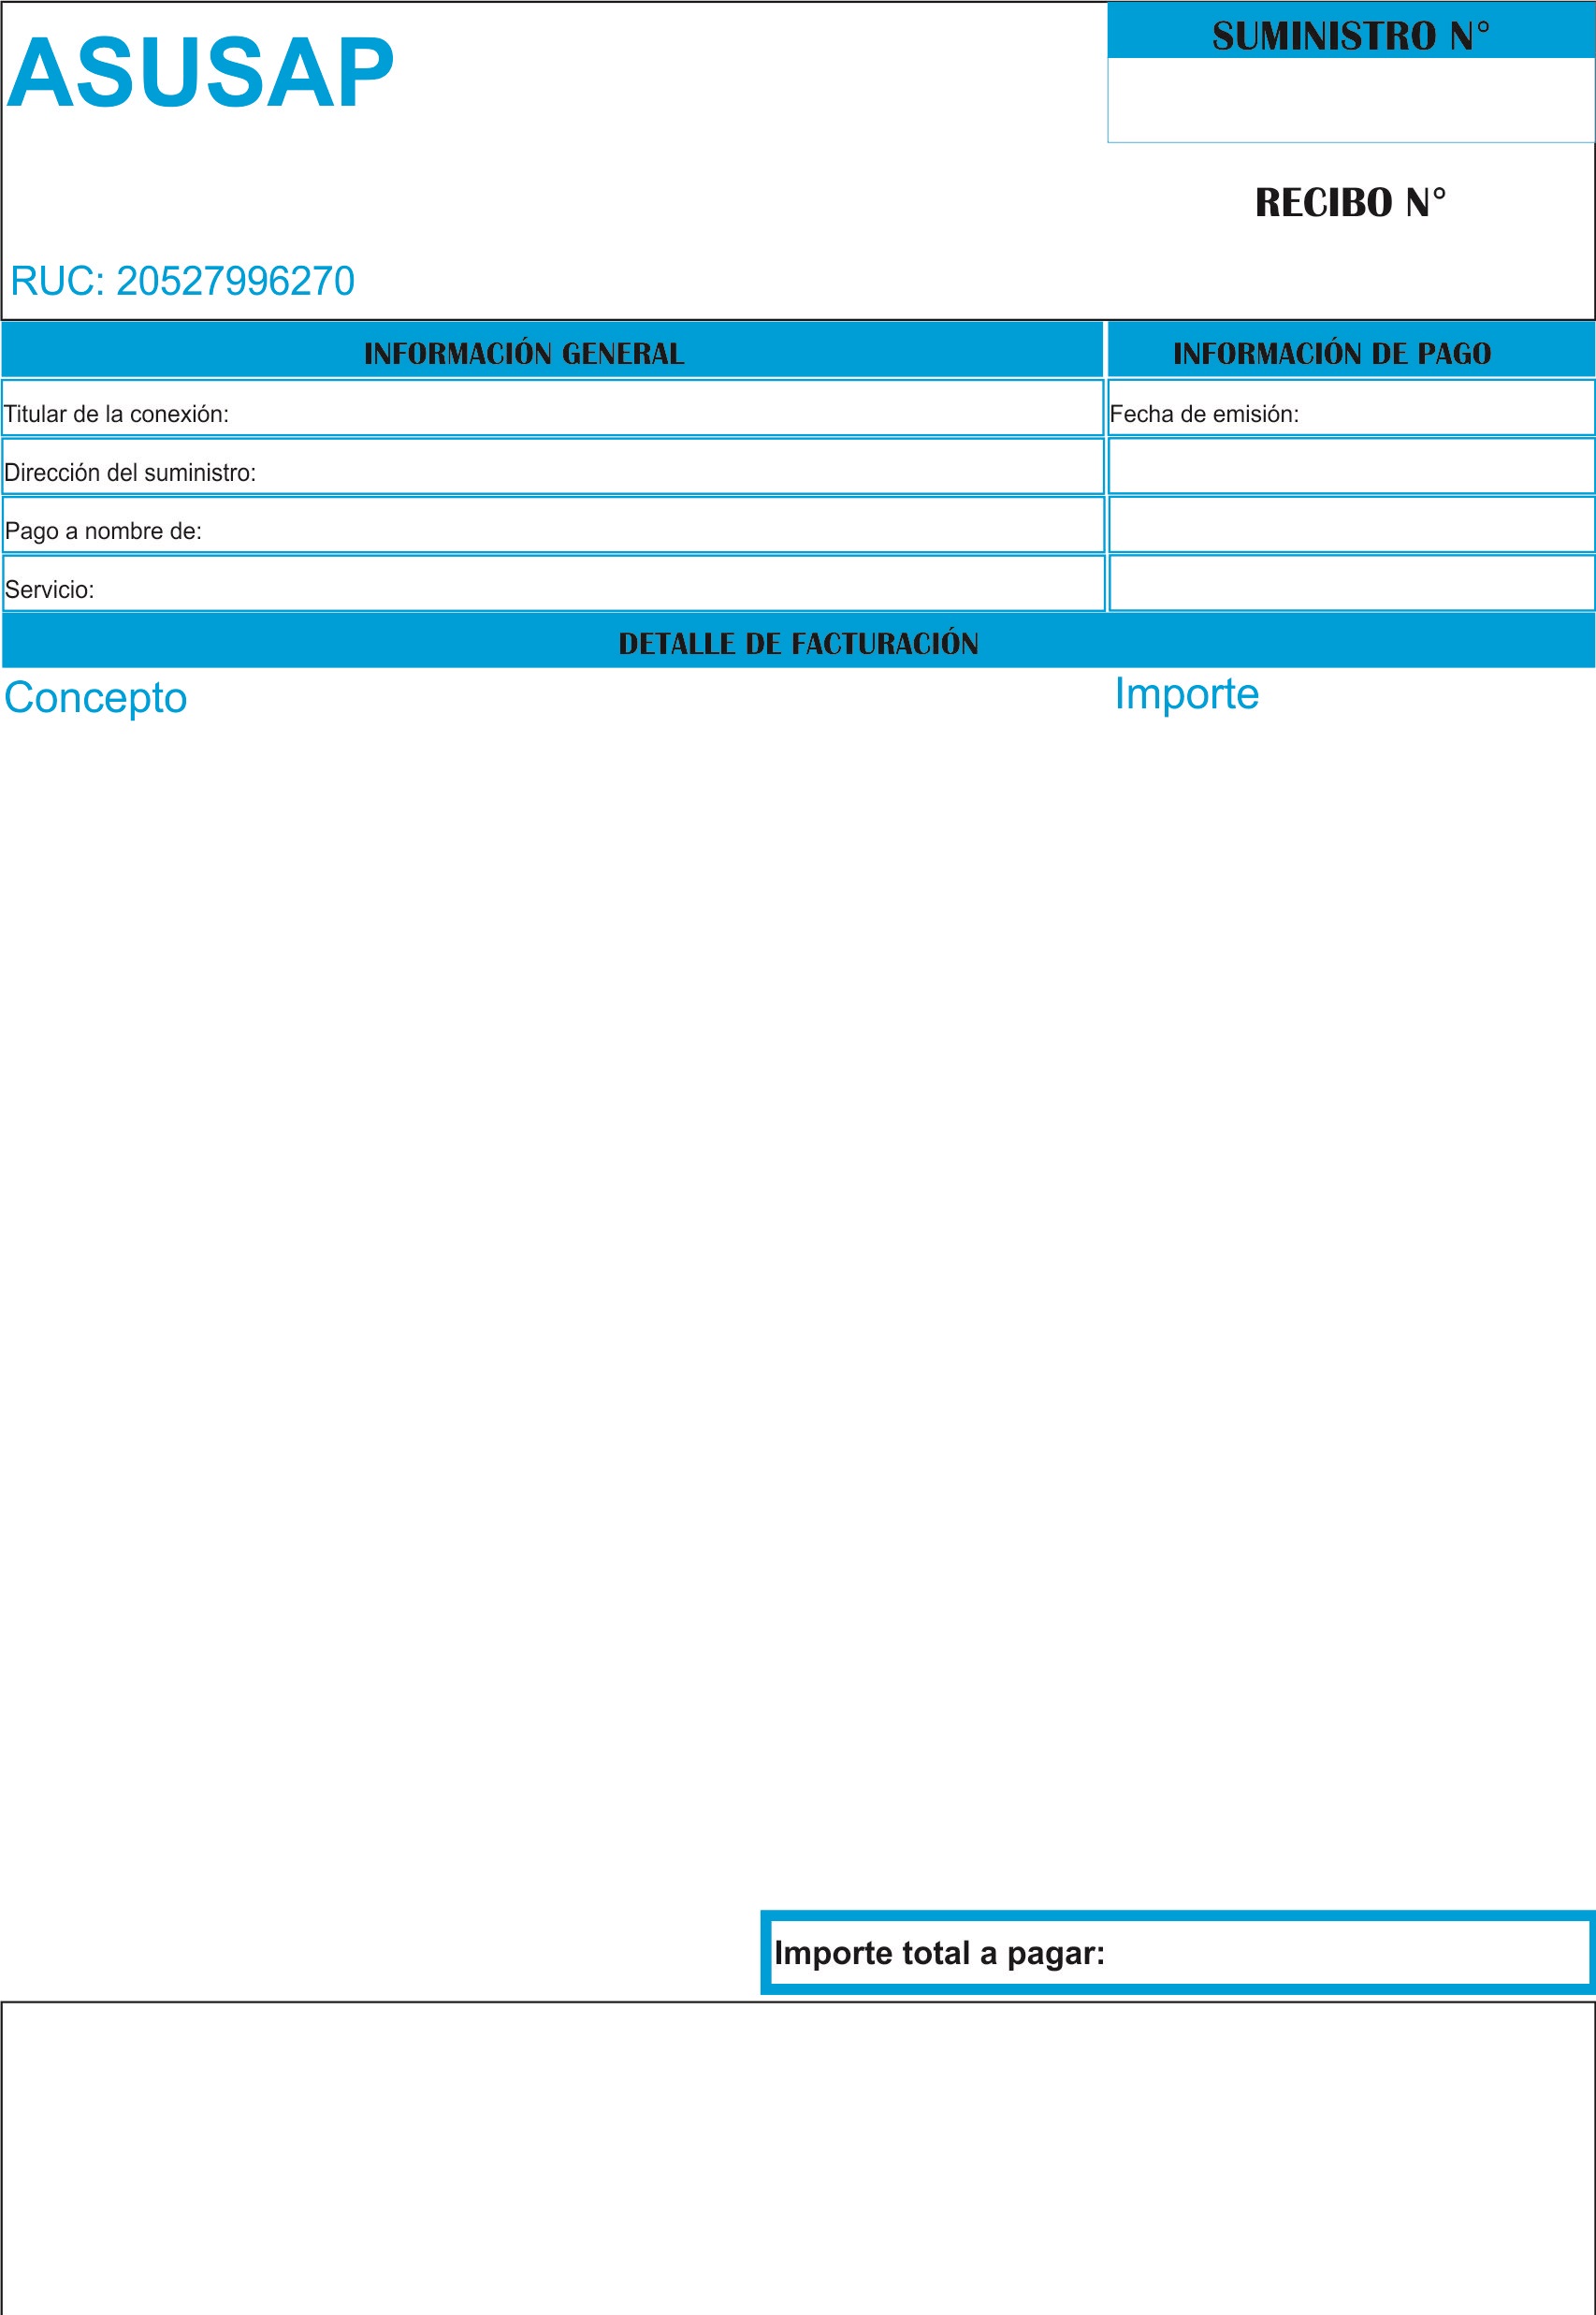 ASUSAP
SUMINISTRO N°
RECIBO N°
RUC: 20527996270
INFORMACIÓN GENERAL
INFORMACIÓN DE PAGO
Titular de la conexión:
Fecha de emisión:
Dirección del suministro:
Pago a nombre de:
Servicio:
DETALLE DE FACTURACIÓN
Concepto
Importe
Importe total a pagar: